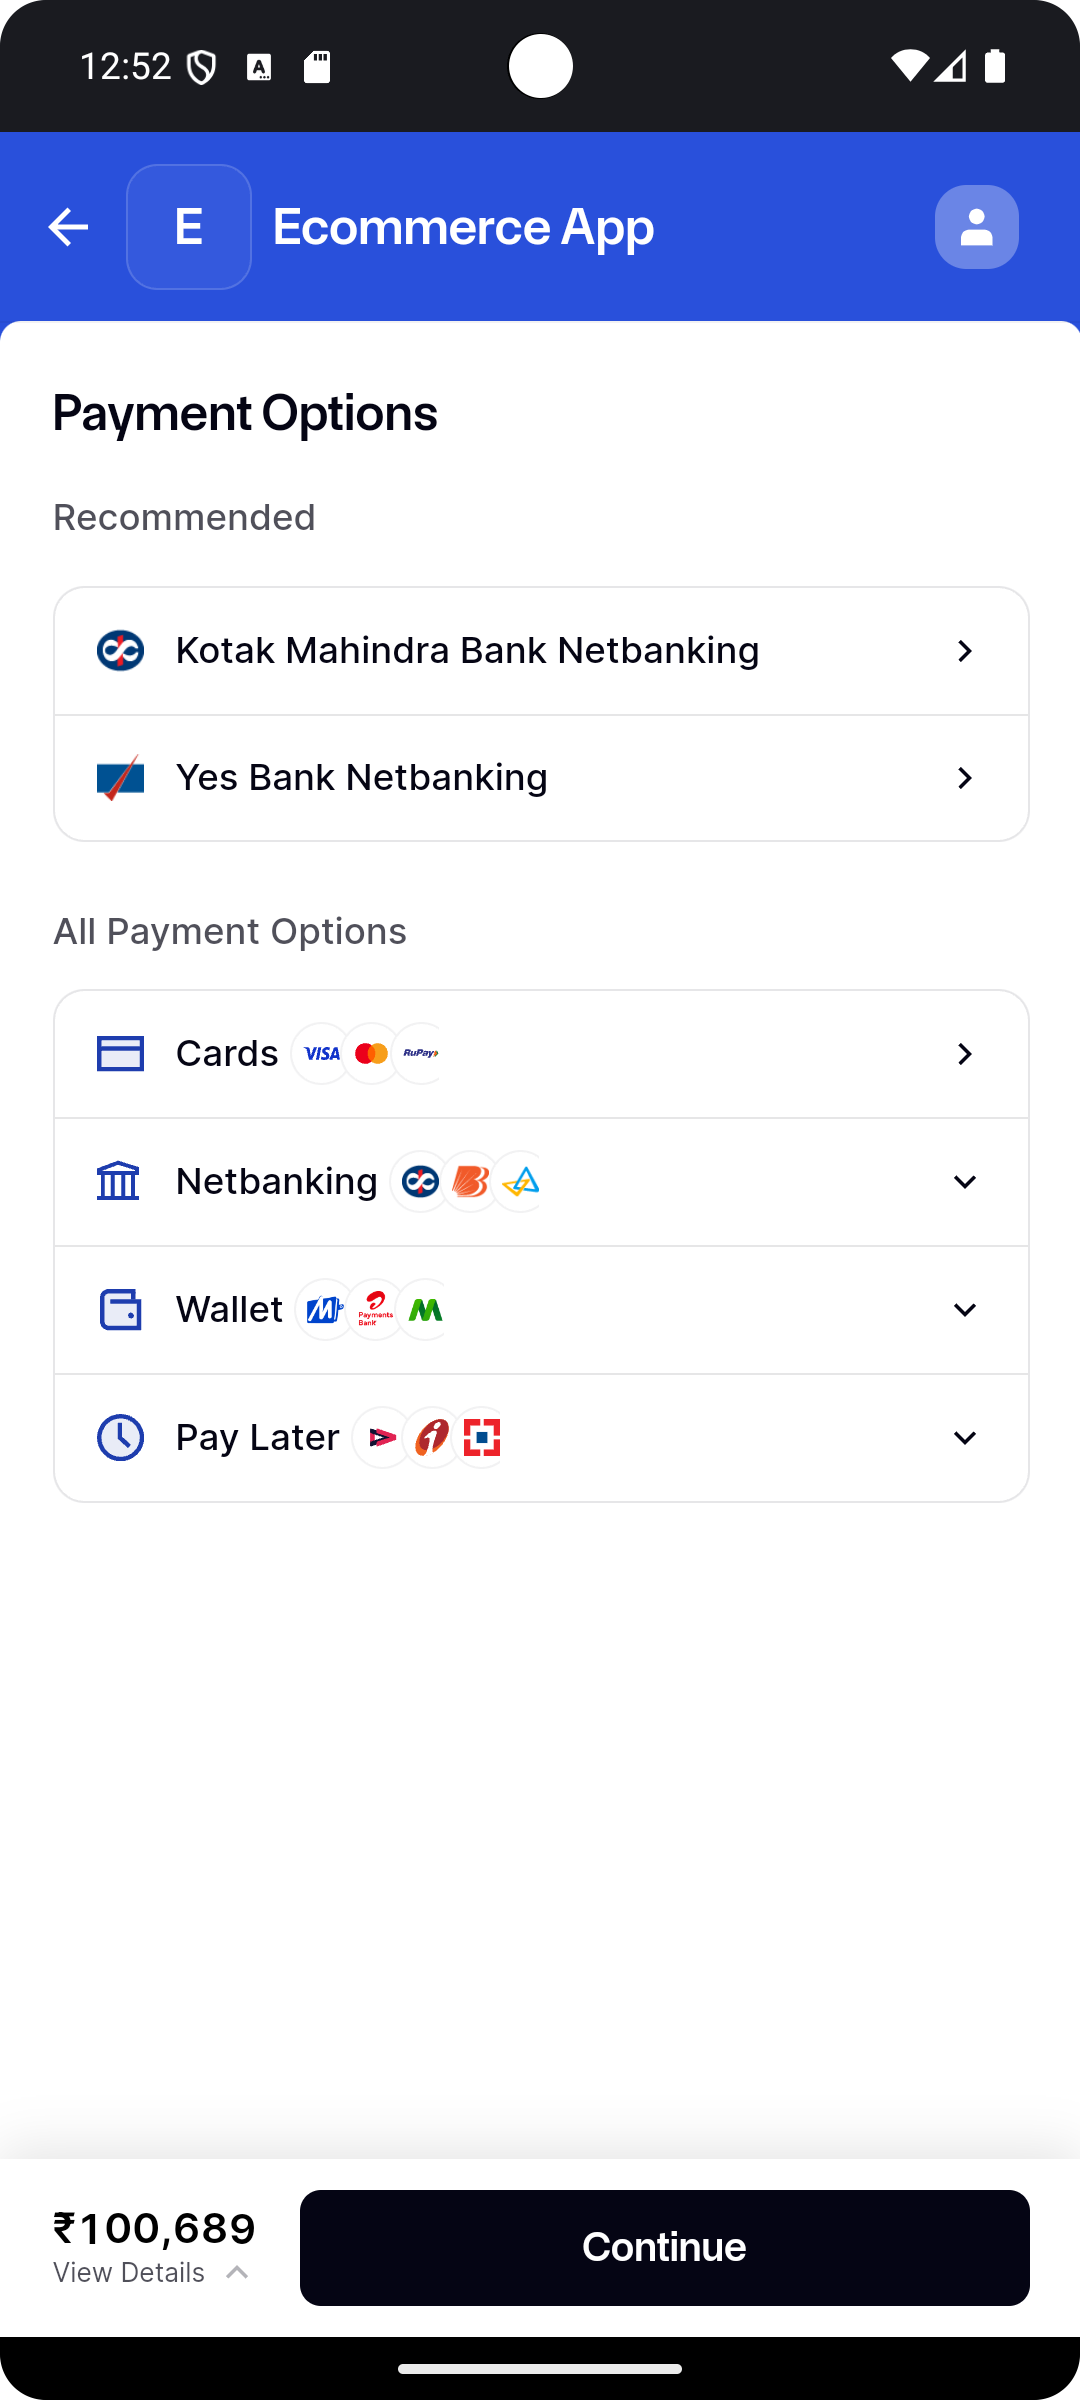 12:52
E
Ecommerce App
Payment Options
Recommended
Kotak Mahindra Bank Netbanking
Yes Bank Netbanking
All Payment Options
Cards VISA RuPay
Netbanking
Wallet Payments Bank
Pay Later
₹100,689
View Details
Continue